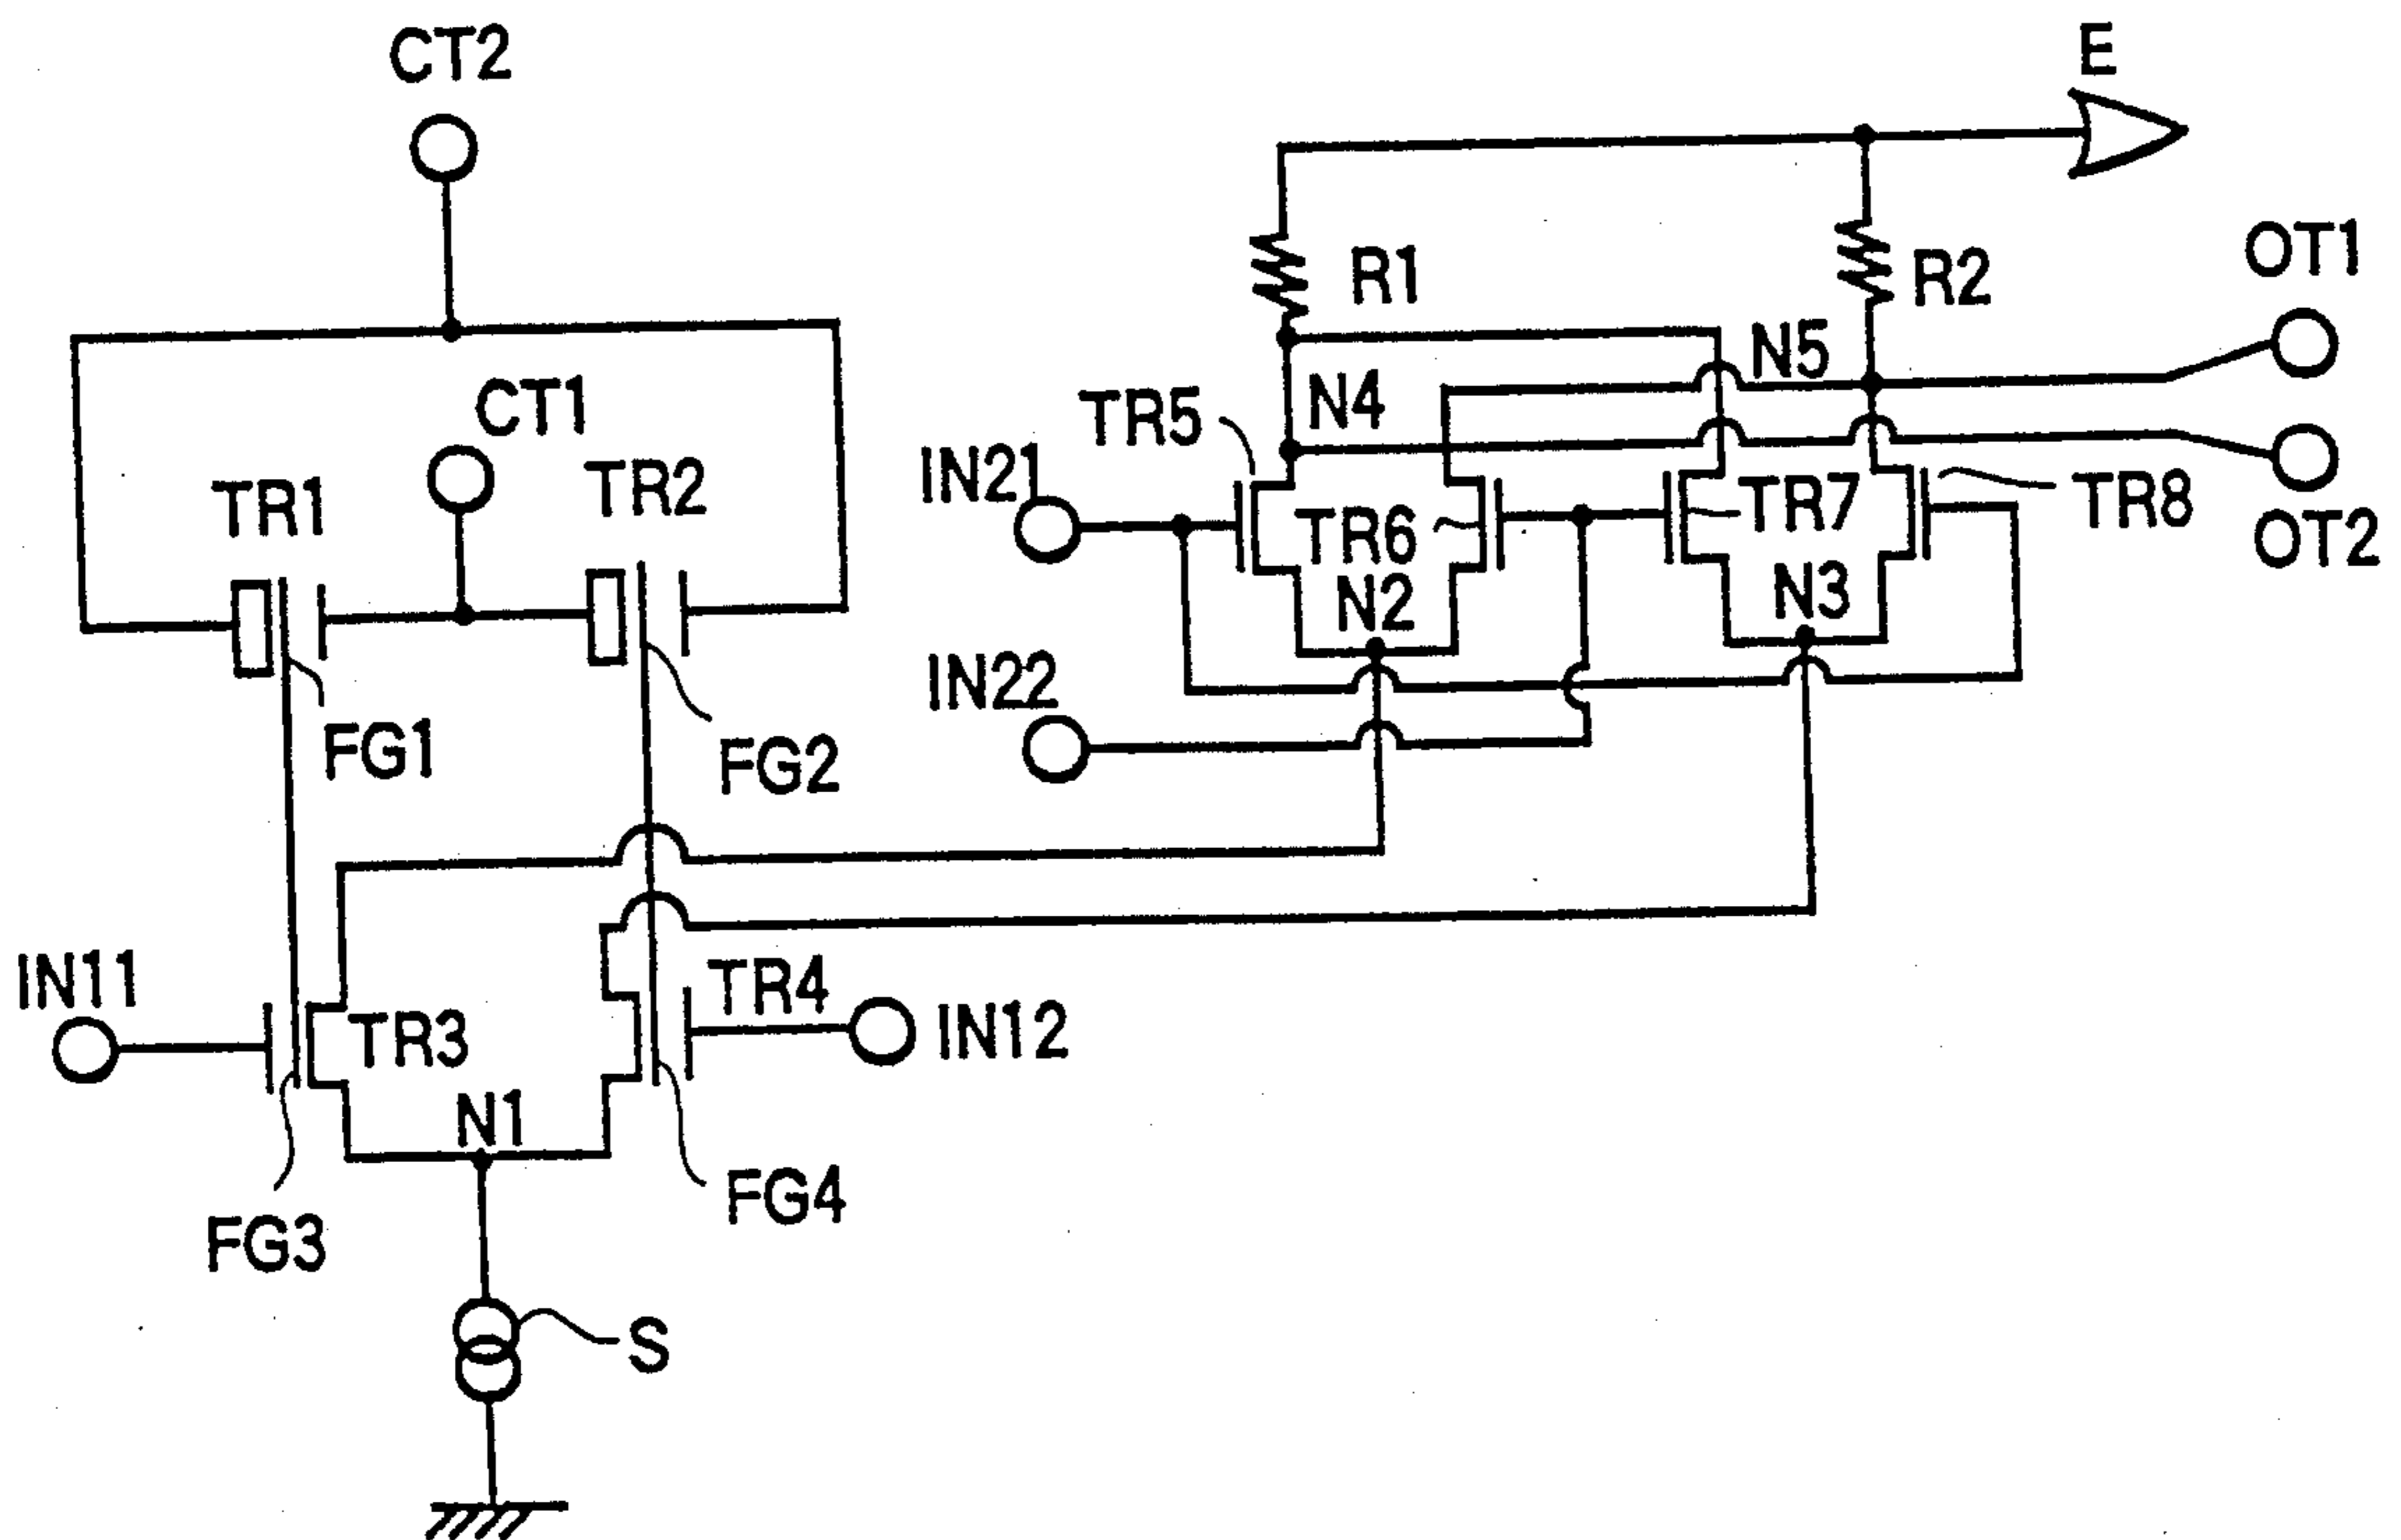 CT2
E
R1
R2
OT1
CT1
N5
N4
TR5
TR1
TR2
IN21
TR6
TR7
TR8
OT2
N2
N3
IN22
FG1
FG2
IN11
TR3
TR4
IN12
N1
FG4
FG3
S